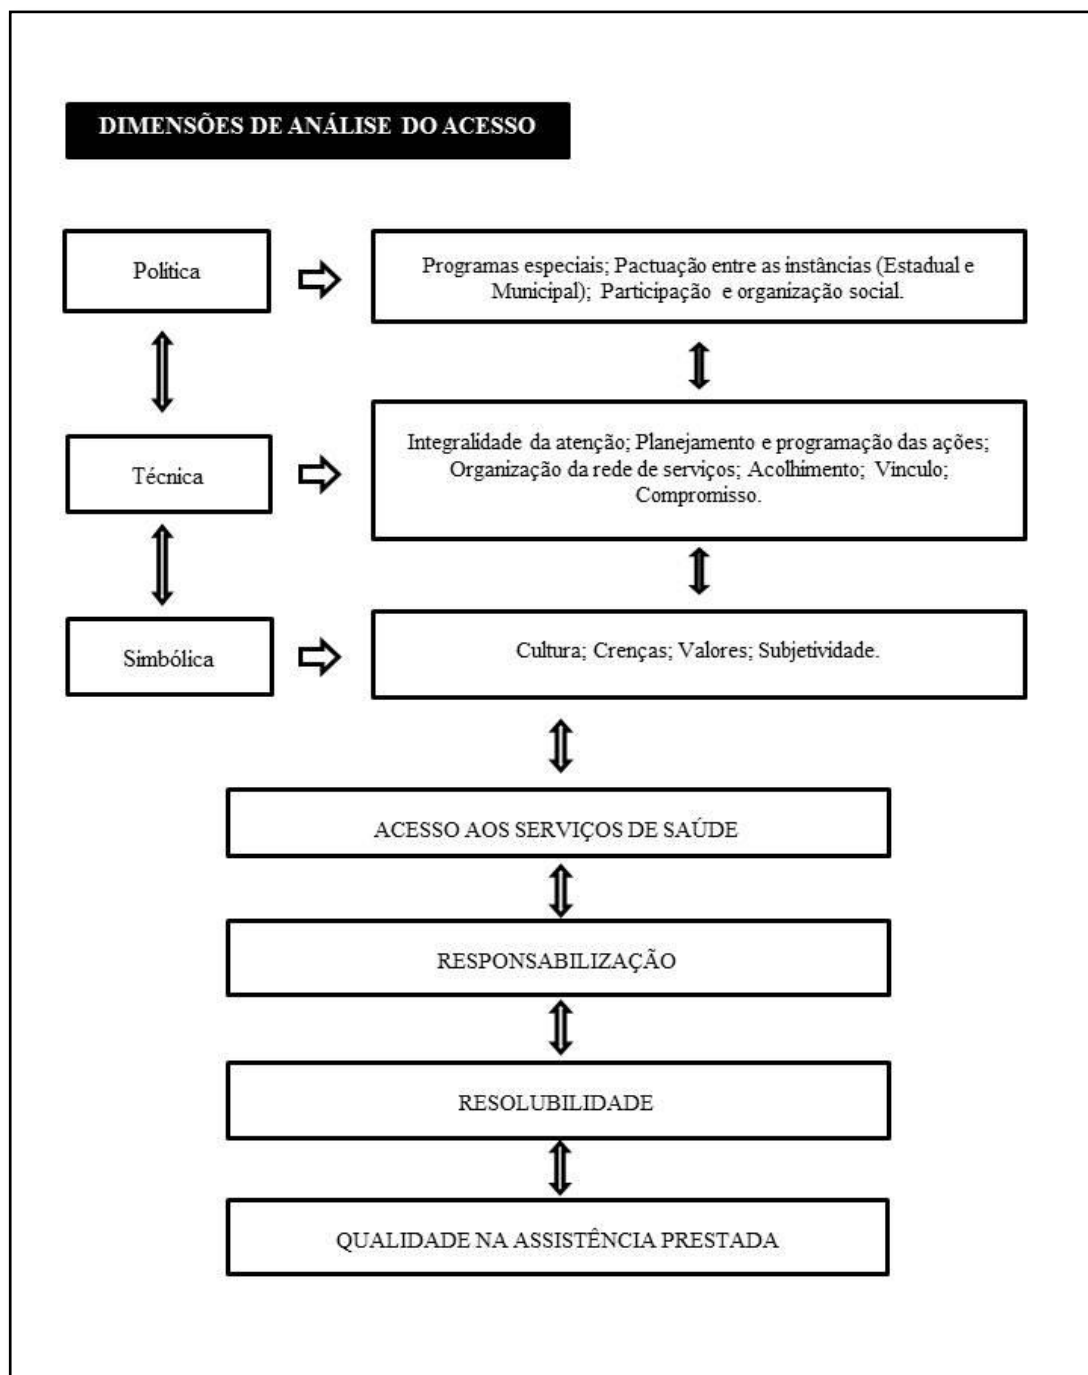 DIMENSÕES DE ANÁLISE DO ACESSO
Política
Programas especiais; Pactuação entre as instâncias (Estadual e
Municipal); Participação e organização social.
Técnica
Integralidade da atenção; Planejamento e programação das ações;
Organização da rede de serviços; Acolhimento; Vinculo;
Compromisso.
Simbólica
Cultura; Crenças; Valores; Subjetividade.
ACESSO AOS SERVIÇOS DE SAÚDE
RESPONSABILIZAÇÃO
RESOLUBILIDADE
QUALIDADE NA ASSISTÊNCIA PRESTADA